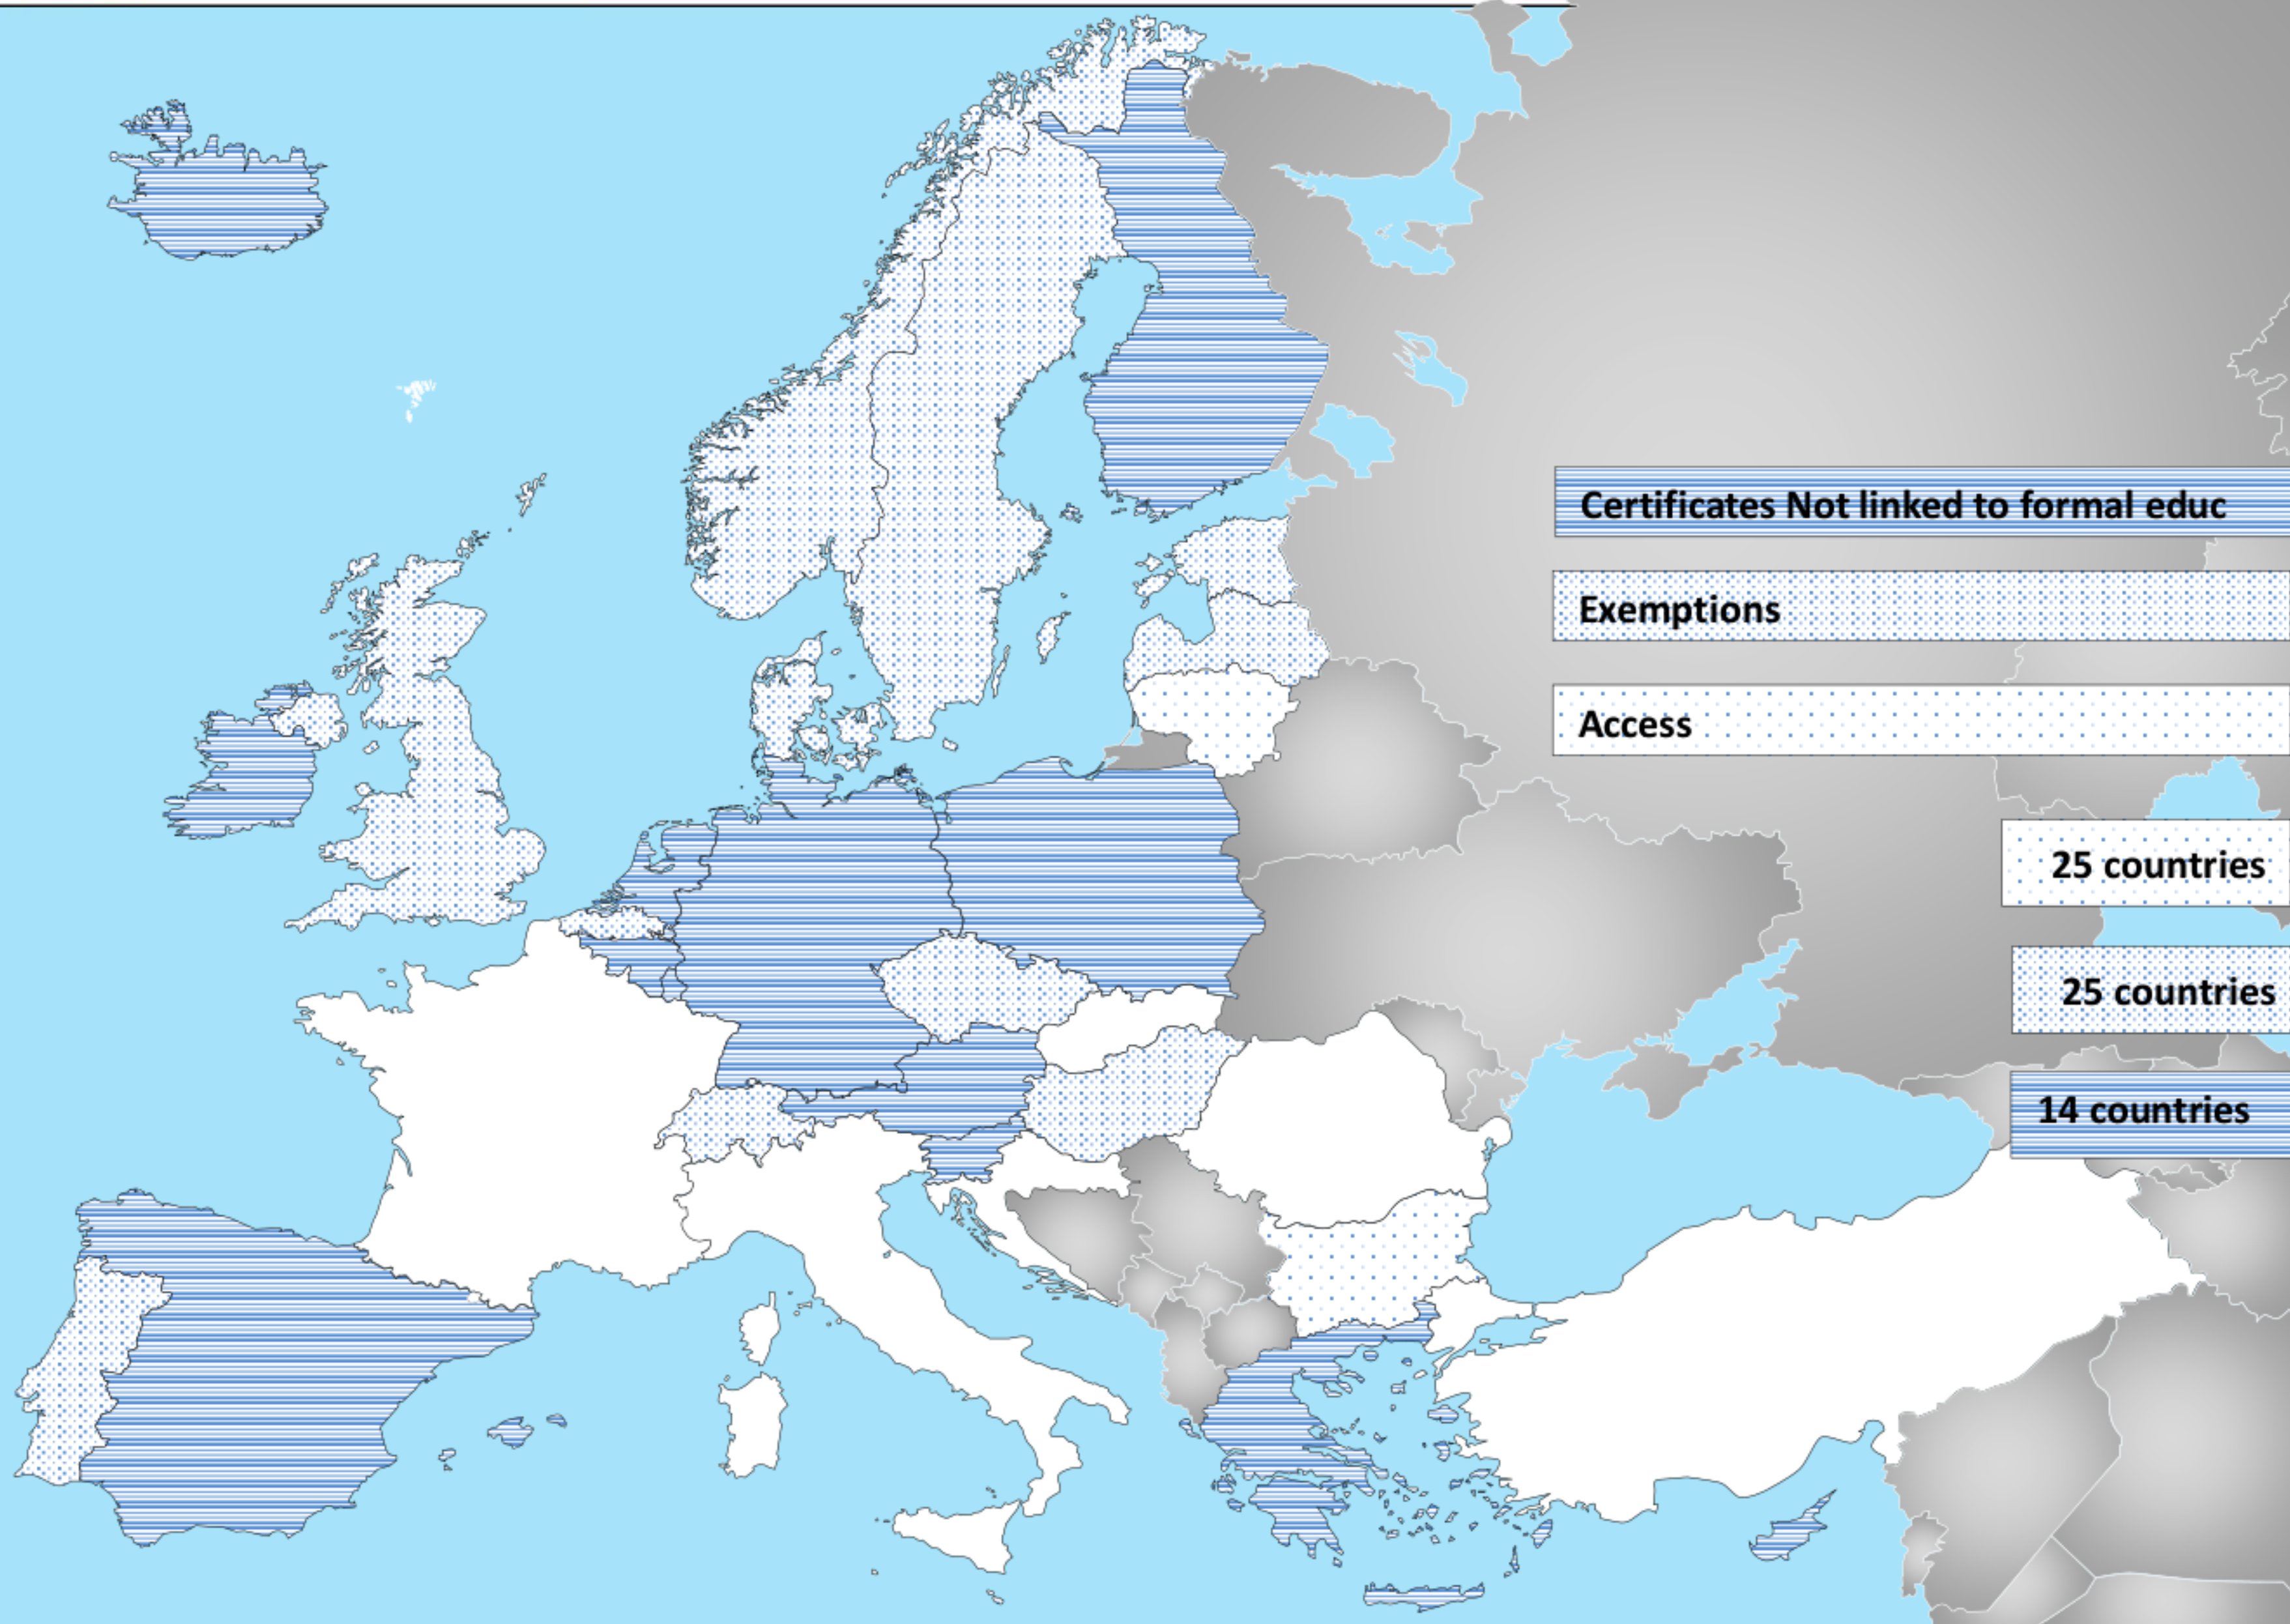 Certificates Not linked to formal educ
Exemptions
Access
25 countries
25 countries
14 countries